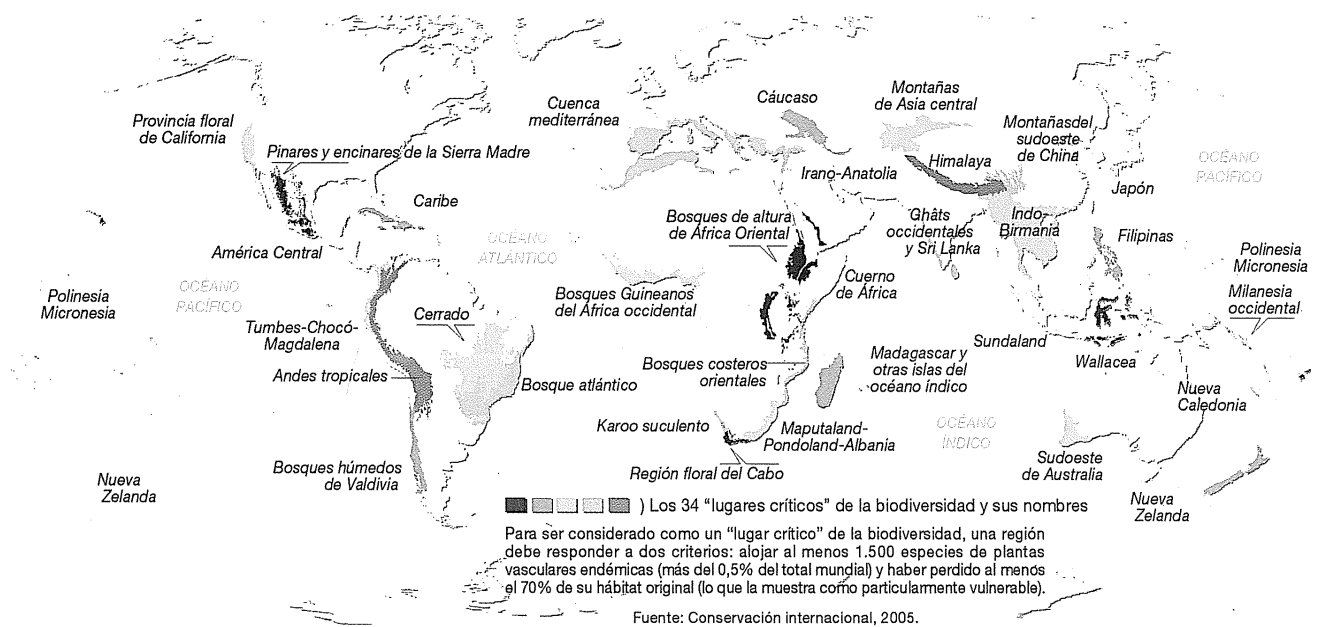 Cuenca
mediterránea
Cáucaso
Montañas
de Asia central
Provincia floral
de California
Montañasdel
sudoeste
de China
Pinares y encinares de la Sierra Madre
Himalaya
OCÉANO
PACÍFICO
Irano-Anatolia
Japón
Caribe
Bosques de altura
de África Oriental
Ghâts
occidentales
y Sri Lanka
Indo-
Birmania
Filipinas
OCÉANO
ATLÁNTICO
América Central
Polinesia
Micronesia
Cuerno
de África
OCÉANO
PACÍFICO
Polinesia
Micronesia
Bosques Guineanos
del África occidental
Milanesia
occidental
Cerrado
Tumbes-Chocó-
Magdalena
Sundaland
Wallacea
Andes tropicales
Bosque atlántico
Bosques costeros
orientales
Madagascar y
otras islas del
océano índico
Nueva
Caledonia
Karoo suculento
Maputaland-
Pondoland-Albania
OCÉANO
ÍNDICO
Región floral del Cabo
Sudoeste
de Australia
Bosques húmedos
de Valdivia
Nueva
Zelanda
Nueva
Zelanda
) Los 34 “lugares críticos” de la biodiversidad y sus nombres
Para ser considerado como un “lugar crítico” de la biodiversidad, una región
debe responder a dos criterios: alojar al menos 1.500 especies de plantas
vasculares endémicas (más del 0,5% del total mundial) y haber perdido al menos
el 70% de su hábitat original (lo que la muestra como particularmente vulnerable).
Fuente: Conservación internacional, 2005.